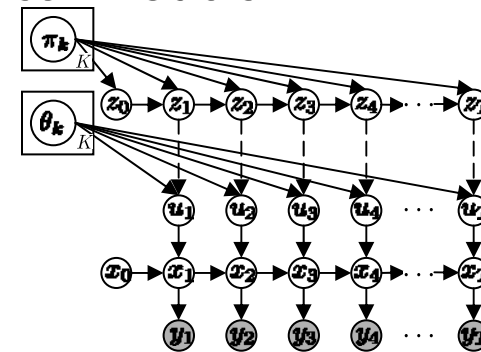 π_k
K
z_0 z_1 z_2 z_3 z_4 ···
θ_k
K
u_1 u_2 u_3 u_4 ···
x_0 x_1 x_2 x_3 x_4 ···
y_1 y_2 y_3 y_4 ···